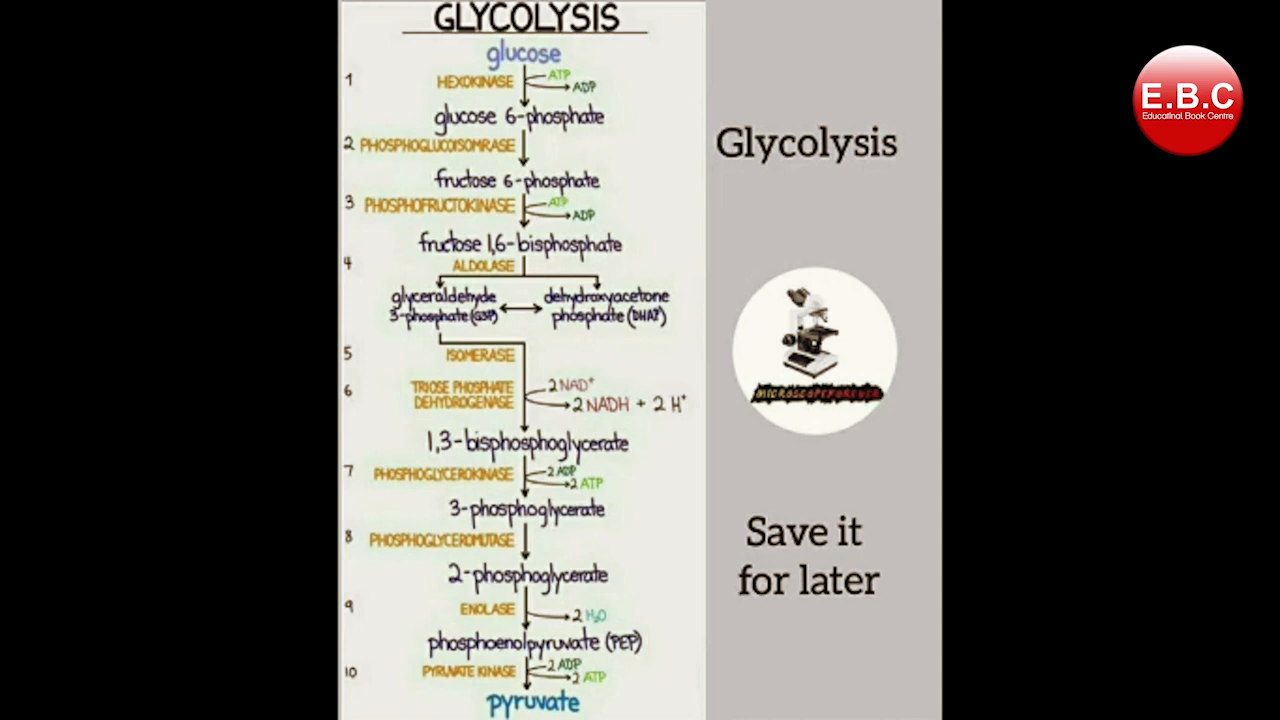 GLYCOLYSIS
glucose
1 HEXOKINASE ATP
ADP
glucose 6-phosphate
2 PHOSPHOGLUCOISOMRASE
fructose 6-phosphate
3 PHOSPHOFRUCTOKINASE ATP
ADP
fructose 1,6-bisphosphate
4 ALDOLASE
glyceraldehyde
3-phosphate (G3P)
dehydroxyacetone
phosphate (DHAP)
5 ISOMERASE
6 TRIOSE PHOSPHATE
DEHYDROGENASE
2 NAD+
2 NADH + 2 H+
1,3-bisphosphoglycerate
7 PHOSPHOGLYCEROKINASE 2 ADP
2 ATP
3-phosphoglycerate
8 PHOSPHOGLYCEROMUTASE
2-phosphoglycerate
9 ENOLASE 2 H2O
phosphoenolpyruvate (PEP)
10 PYRUVATE KINASE 2 ADP
2 ATP
pyruvate
Glycolysis
MICROSCOPEFOREVER
Save it
for later
E.B.C
Educatinal Book Centre